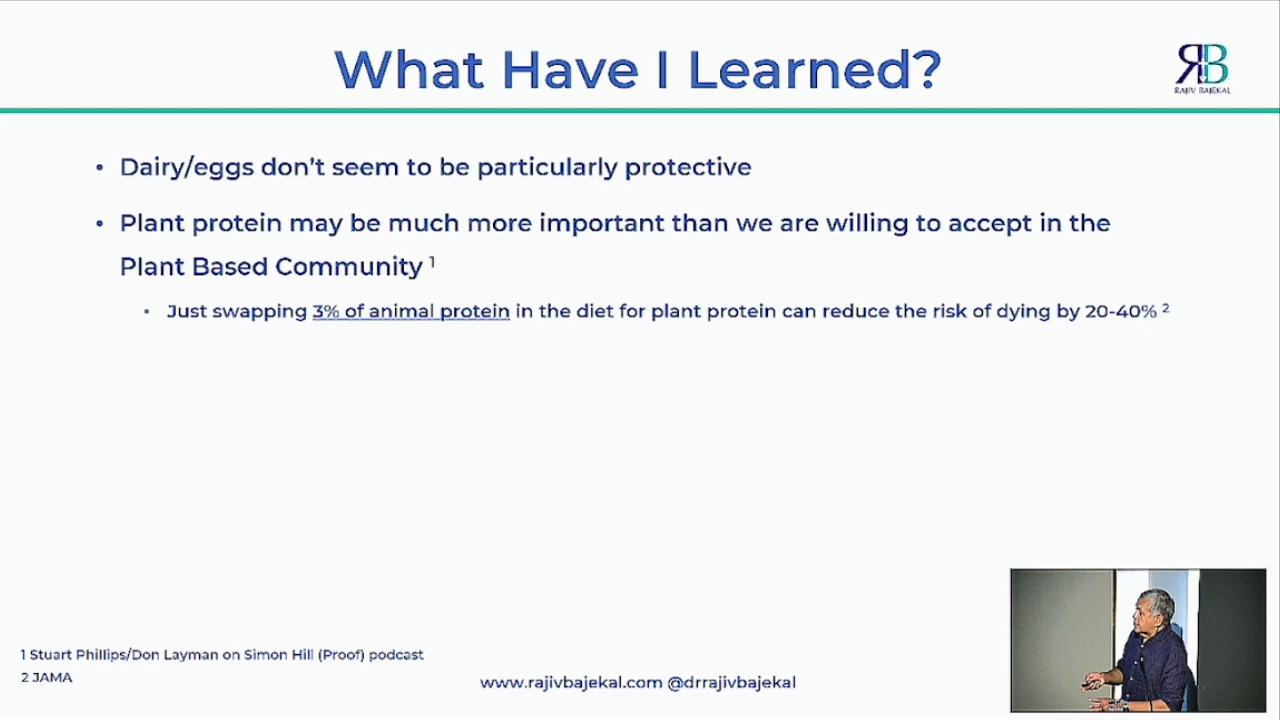 What Have I Learned?
RB
RAJIV BAJEKAL
• Dairy/eggs don't seem to be particularly protective
• Plant protein may be much more important than we are willing to accept in the
Plant Based Community ¹
• Just swapping 3% of animal protein in the diet for plant protein can reduce the risk of dying by 20-40% ²
1 Stuart Phillips/Don Layman on Simon Hill (Proof) podcast
2 JAMA
www.rajivbajekal.com @drrajivbajekal